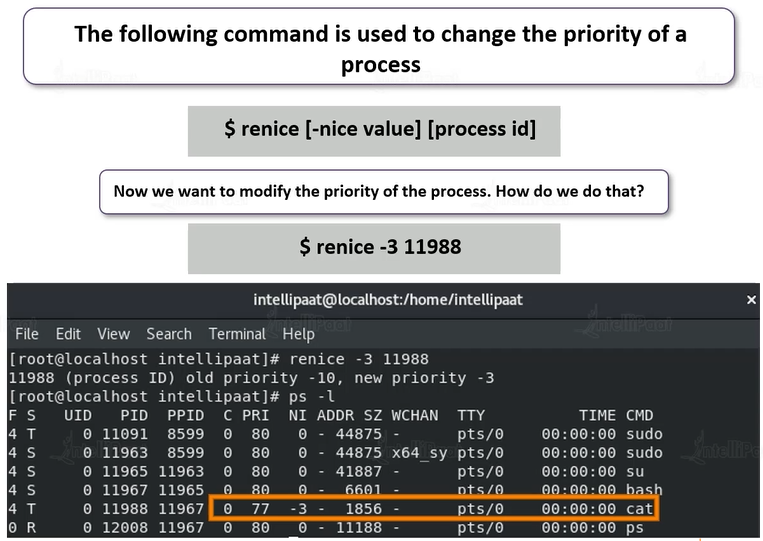 The following command is used to change the priority of a
process
$ renice [-nice value] [process id]
Now we want to modify the priority of the process. How do we do that?
$ renice -3 11988
intellipaat@localhost:/home/intellipaat ×
File Edit View Search Terminal Help
[root@localhost intellipaat]# renice -3 11988
11988 (process ID) old priority -10, new priority -3
[root@localhost intellipaat]# ps -l
F S UID PID PPID C PRI NI ADDR SZ WCHAN TTY TIME CMD
4 T 0 11091 8599 0 80 0 - 44875 - pts/0 00:00:00 sudo
4 S 0 11963 8599 0 80 0 - 44875 x64_sy pts/0 00:00:00 sudo
4 S 0 11965 11963 0 80 0 - 41887 - pts/0 00:00:00 su
4 S 0 11967 11965 0 80 0 - 6601 - pts/0 00:00:00 bash
4 T 0 11988 11967 0 77 -3 - 1856 - pts/0 00:00:00 cat
0 R 0 12008 11967 0 80 0 - 11188 - pts/0 00:00:00 ps